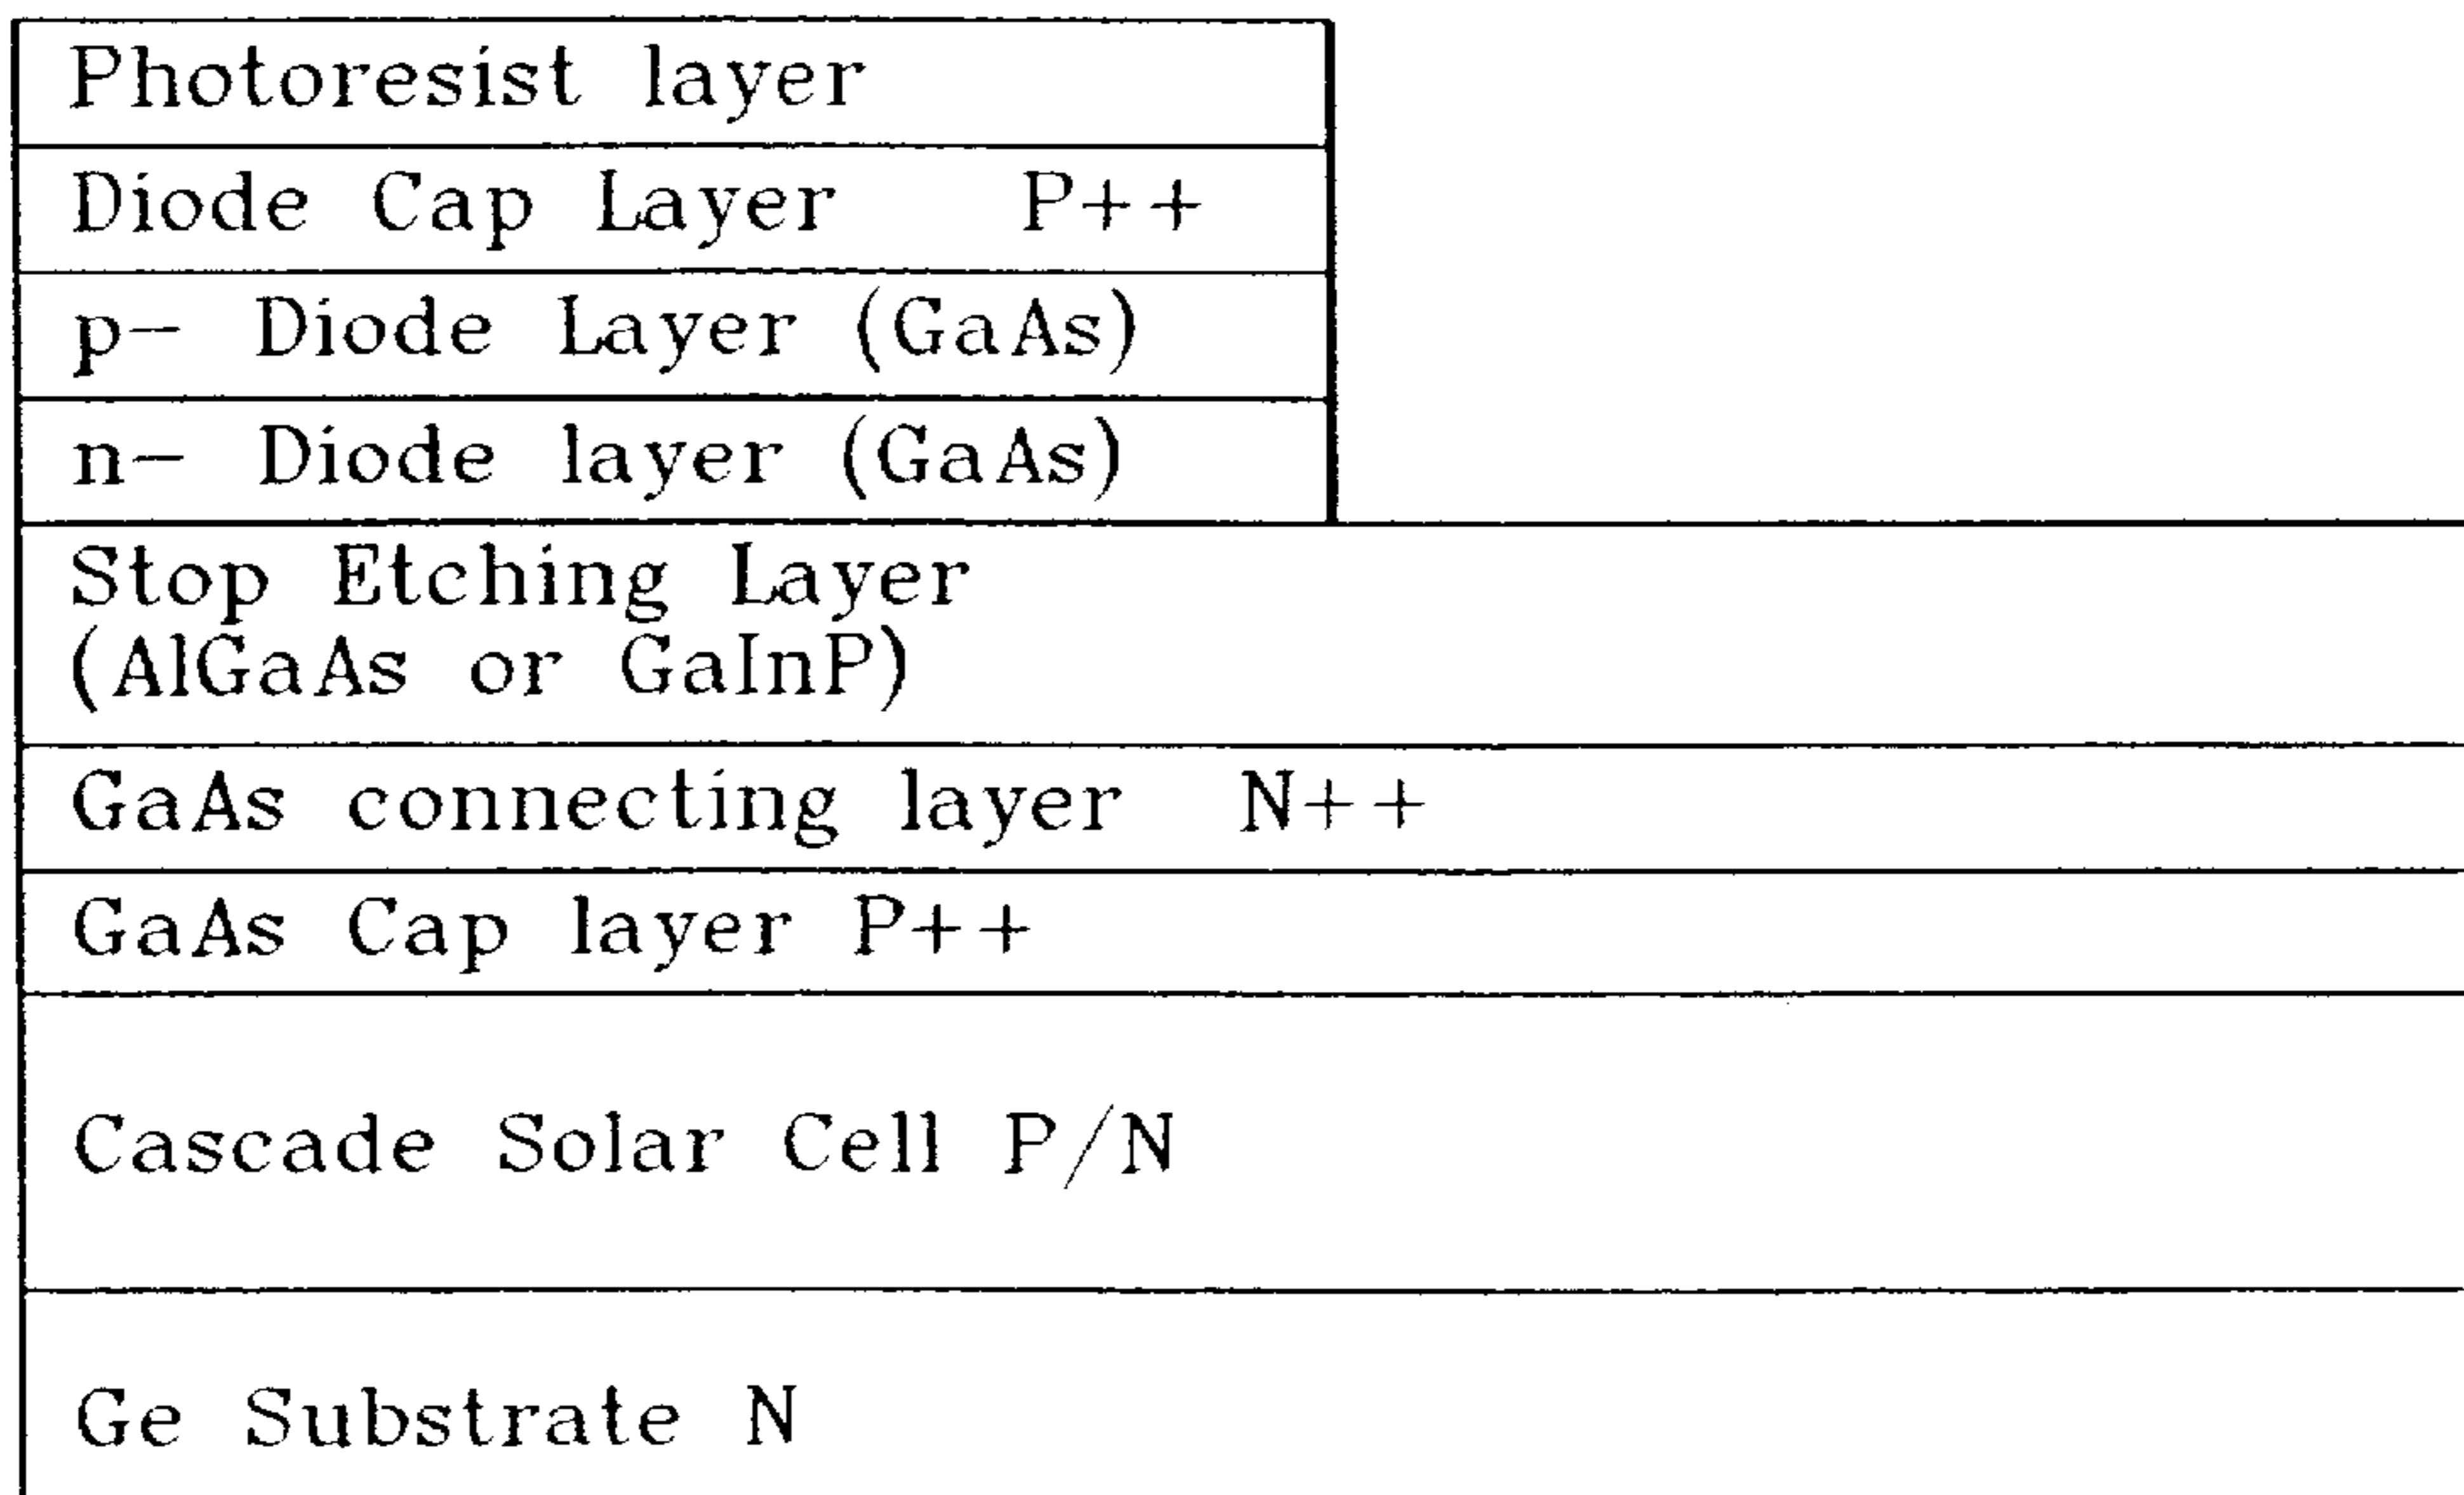 Photoresist layer
Diode Cap Layer P++
p- Diode Layer (GaAs)
n- Diode layer (GaAs)
Stop Etching Layer
(AlGaAs or GaInP)
GaAs connecting layer N++
GaAs Cap layer P++
Cascade Solar Cell P/N
Ge Substrate N